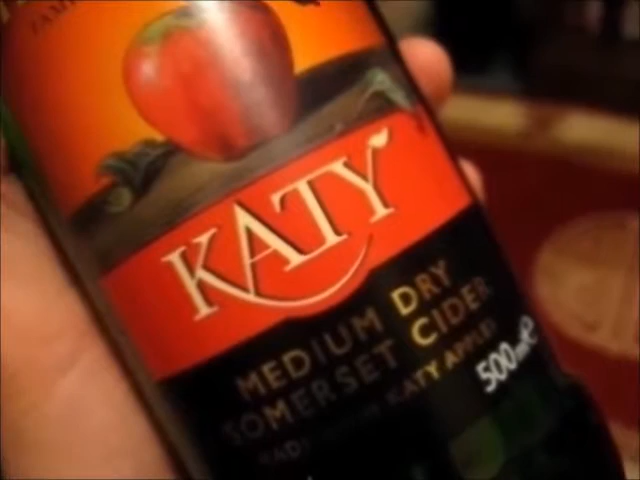 KATY
MEDIUM DRY
SOMERSET CIDER
KATY APPLES
500ml e